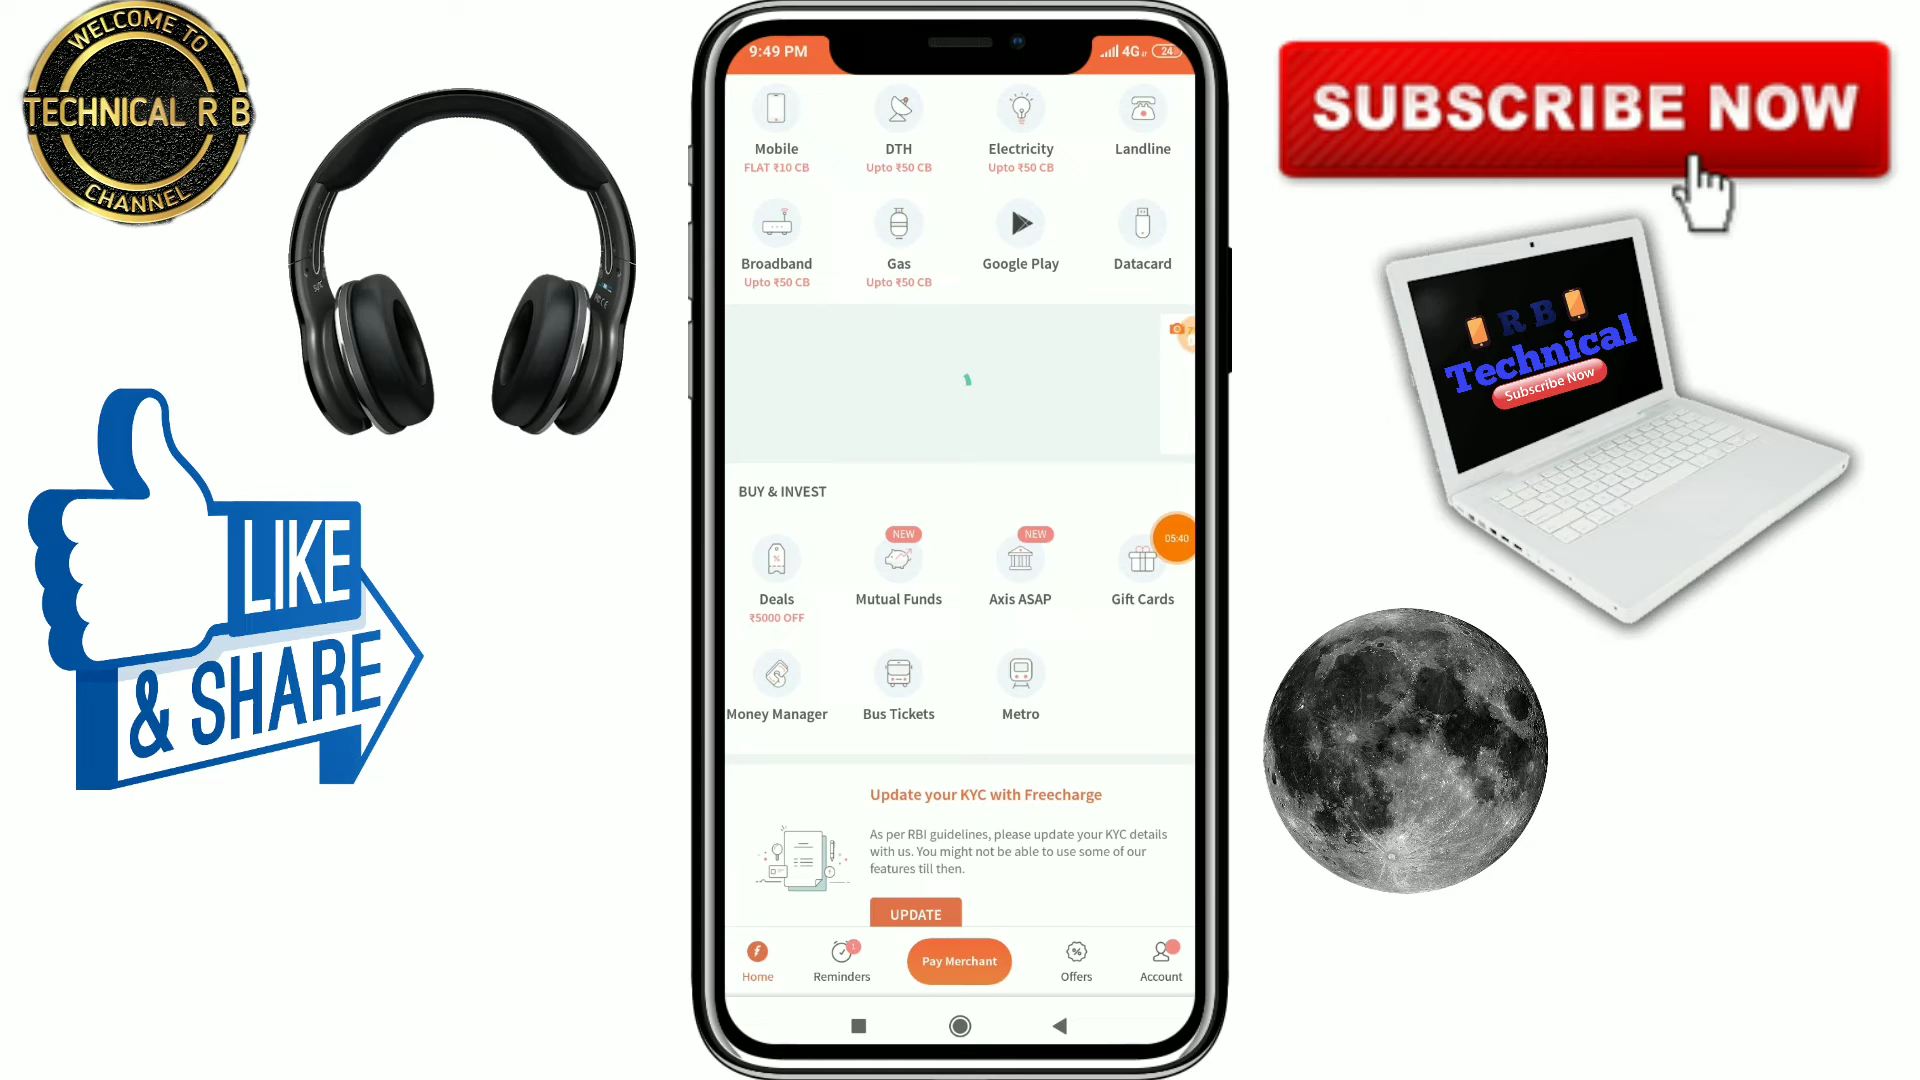 WELCOME TO
TECHNICAL R B
CHANNEL
LIKE
& SHARE
9:49 PM
4G
24
Mobile
DTH
Electricity
Landline
FLAT ₹10 CB
Upto ₹50 CB
Upto ₹50 CB
Broadband
Gas
Google Play
Datacard
Upto ₹50 CB
Upto ₹50 CB
BUY & INVEST
NEW
NEW
05:40
Deals
Mutual Funds
Axis ASAP
Gift Cards
₹5000 OFF
Money Manager
Bus Tickets
Metro
Update your KYC with Freecharge
As per RBI guidelines, please update your KYC details
with us. You might not be able to use some of our
features till then.
UPDATE
Home
Reminders
Pay Merchant
Offers
Account
SUBSCRIBE NOW
R B
Technical
Subscribe Now